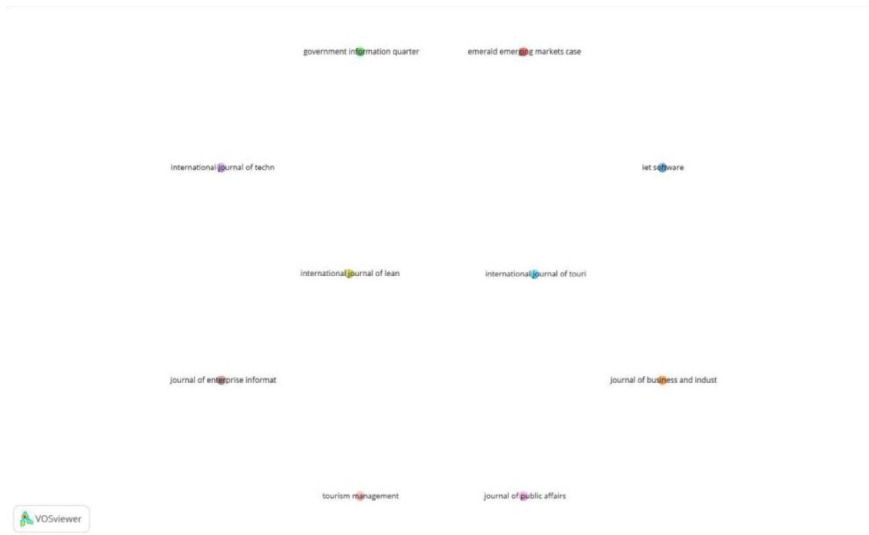 government information quarter
emerald emerging markets case
international journal of techn
iet software
international journal of lean
international journal of touri
journal of enterprise informat
journal of business and indust
tourism management
journal of public affairs
VOSviewer